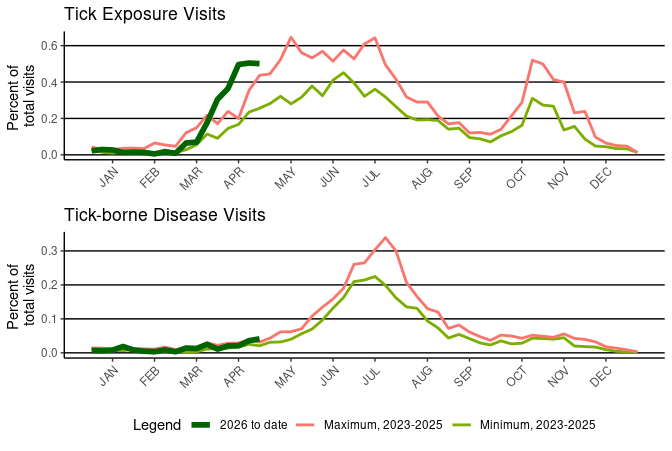 Tick Exposure Visits
Percent of
total visits
0.6
0.4
0.2
0.0
JAN FEB MAR APR MAY JUN JUL AUG SEP OCT NOV DEC
Tick-borne Disease Visits
Percent of
total visits
0.3
0.2
0.1
0.0
JAN FEB MAR APR MAY JUN JUL AUG SEP OCT NOV DEC
Legend 2026 to date Maximum, 2023-2025 Minimum, 2023-2025